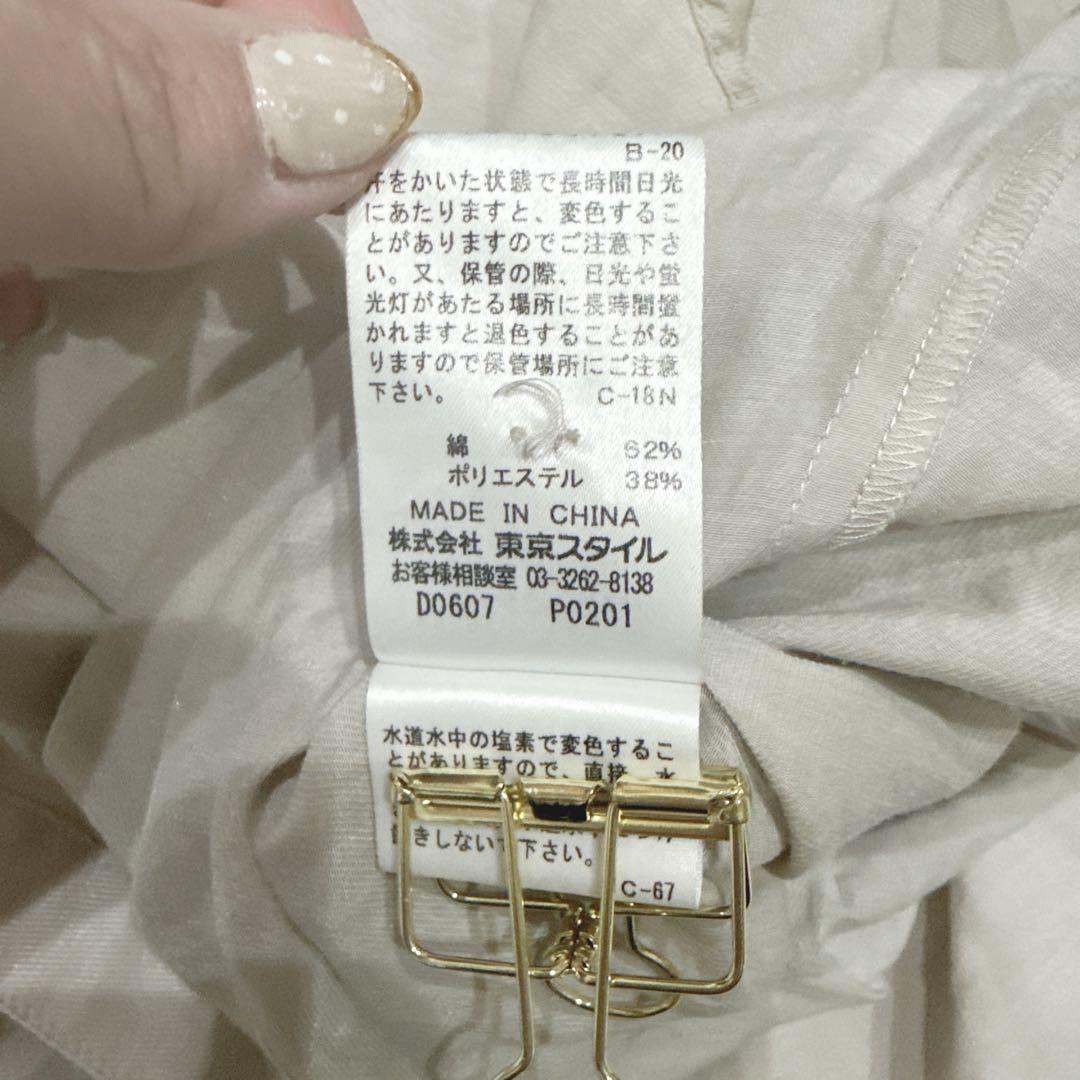 B-20
汗をかいた状態で長時間日光
にあたりますと、変色するこ
とがありますのでご注意下さ
い。又、保管の際、日光や蛍
光灯があたる場所に長時間置
かれますと退色することがあ
りますので保管場所にご注意
下さい。 C-18N
綿 62%
ポリエステル 38%
MADE IN CHINA
株式会社 東京スタイル
お客様相談室 03-3262-8138
D0607 P0201
水道水中の塩素で変色するこ
とがありますので、直接、水
きしないで下さい。
C-67